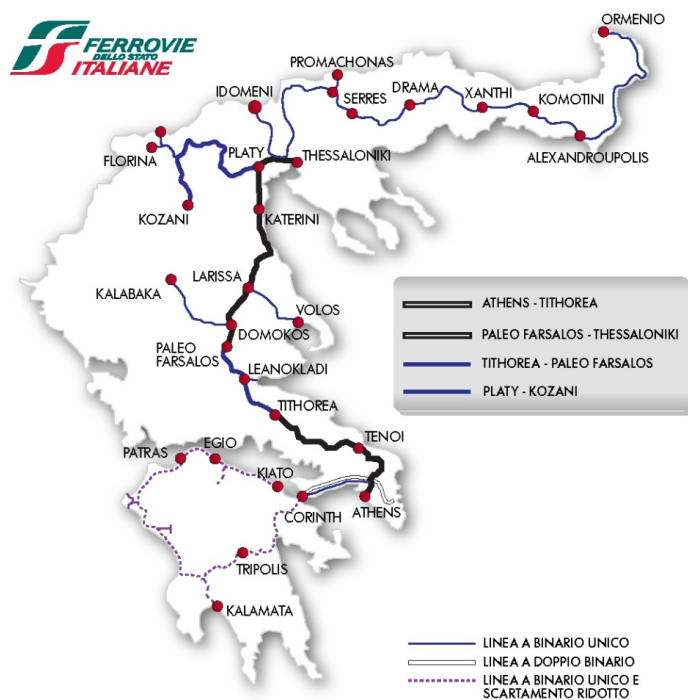 FERROVIE
DELLO STATO
ITALIANE
ORMENIO
PROMACHONAS
IDOMENI
SERRES
DRAMA
XANTHI
KOMOTINI
FLORINA
PLATY
THESSALONIKI
ALEXANDROUPOLIS
KOZANI
KATERINI
LARISSA
KALABAKA
VOLOS
DOMOKOS
PALEO
FARSALOS
LEANOKLADI
TITHOREA
ATHENS - TITHOREA
PALEO FARSALOS - THESSALONIKI
TITHOREA - PALEO FARSALOS
PLATY - KOZANI
TENOI
PATRAS
EGIO
KIATO
CORINTH
ATHENS
TRIPOLIS
KALAMATA
LINEA A BINARIO UNICO
LINEA A DOPPIO BINARIO
LINEA A BINARIO UNICO E
SCARTAMENTO RIDOTTO